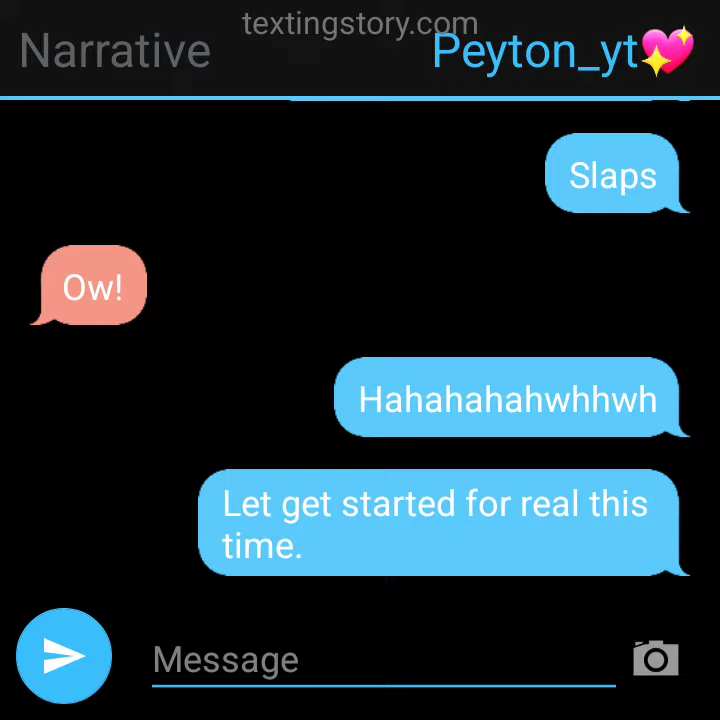 textingstory.com
Narrative
Peyton_yt💖
Slaps
Ow!
Hahahahahwhhwh
Let get started for real this
time.
Message